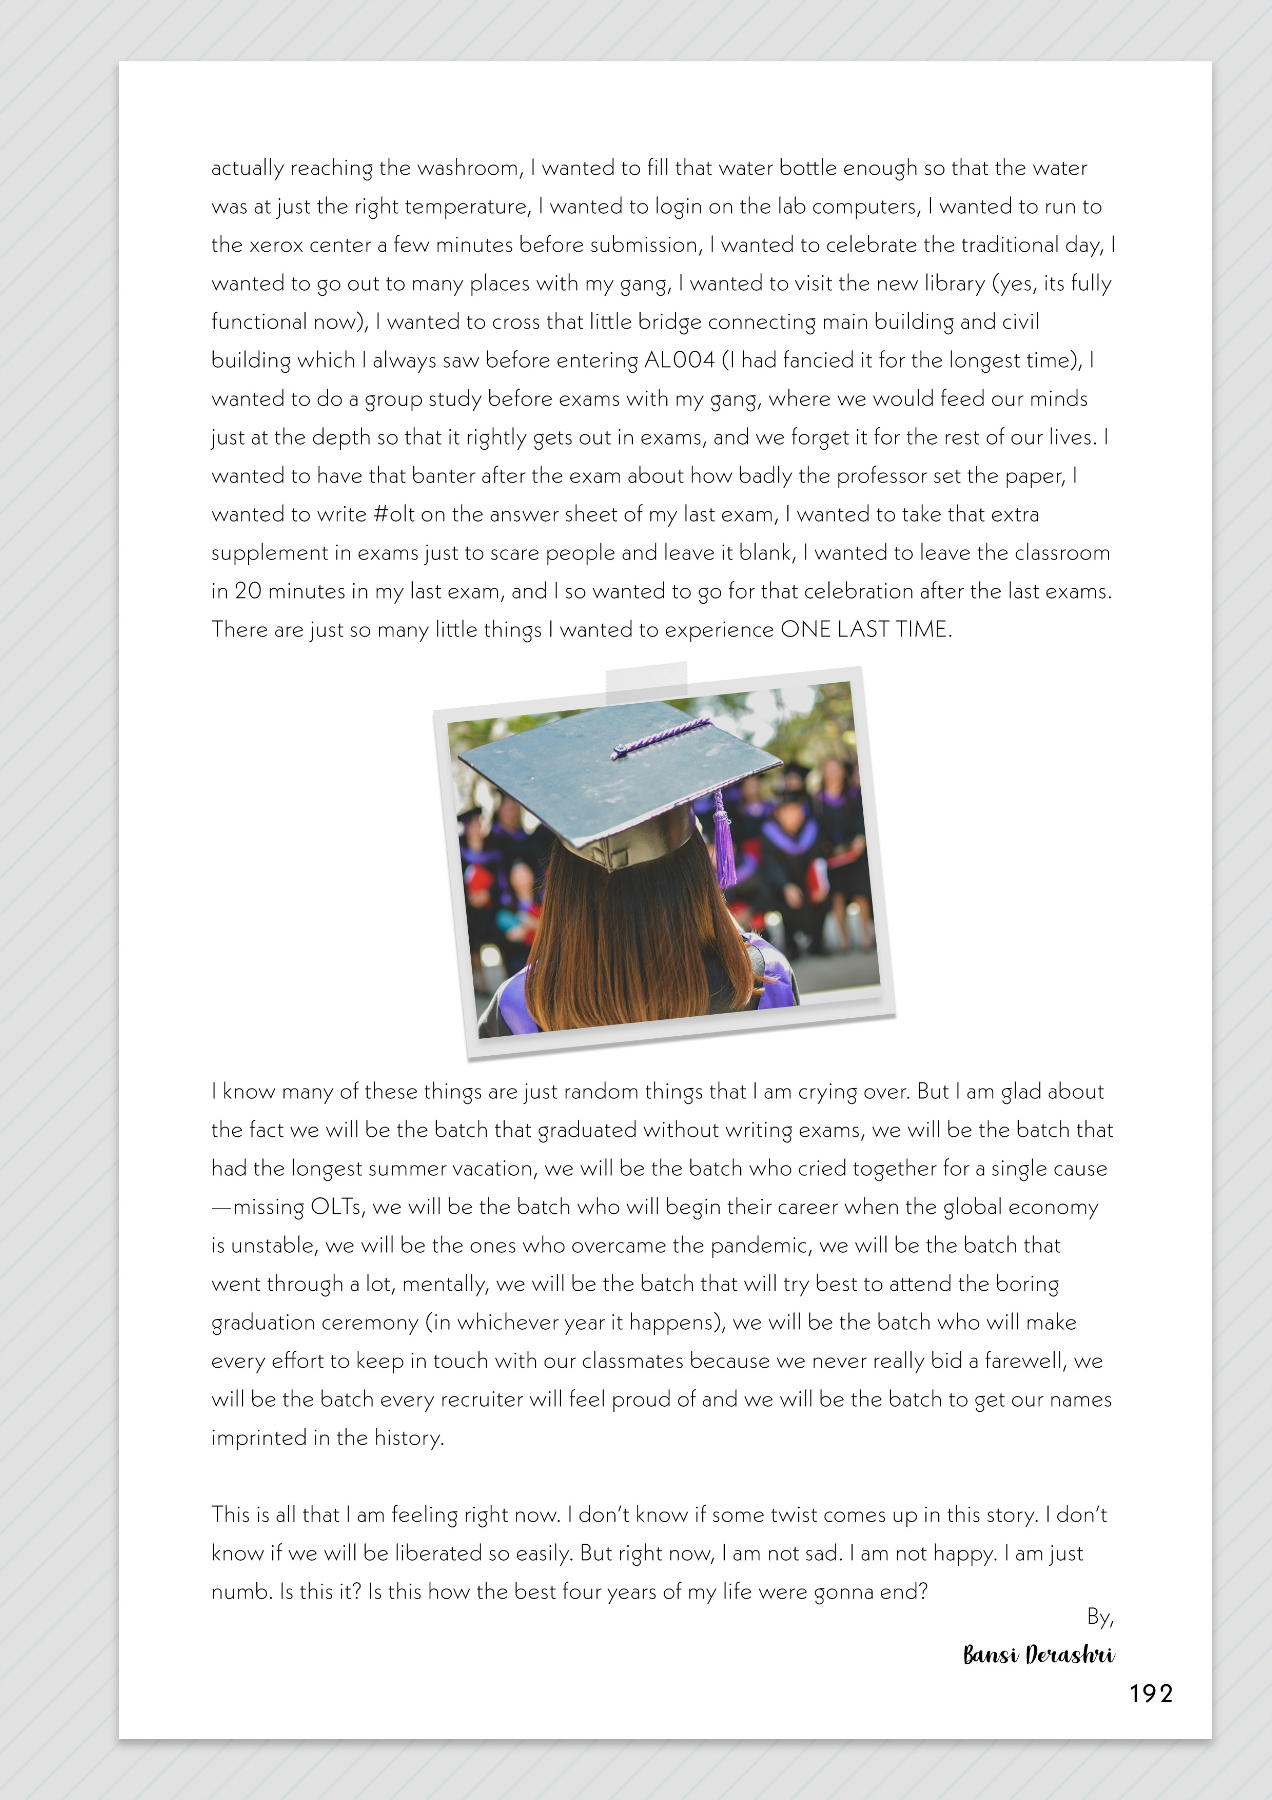 actually reaching the washroom, I wanted to fill that water bottle enough so that the water
was at just the right temperature, I wanted to login on the lab computers, I wanted to run to
the xerox center a few minutes before submission, I wanted to celebrate the traditional day, I
wanted to go out to many places with my gang, I wanted to visit the new library (yes, its fully
functional now), I wanted to cross that little bridge connecting main building and civil
building which I always saw before entering AL004 (I had fancied it for the longest time), I
wanted to do a group study before exams with my gang, where we would feed our minds
just at the depth so that it rightly gets out in exams, and we forget it for the rest of our lives. I
wanted to have that banter after the exam about how badly the professor set the paper, I
wanted to write #olt on the answer sheet of my last exam, I wanted to take that extra
supplement in exams just to scare people and leave it blank, I wanted to leave the classroom
in 20 minutes in my last exam, and I so wanted to go for that celebration after the last exams.
There are just so many little things I wanted to experience ONE LAST TIME.
I know many of these things are just random things that I am crying over. But I am glad about
the fact we will be the batch that graduated without writing exams, we will be the batch that
had the longest summer vacation, we will be the batch who cried together for a single cause
—missing OLTs, we will be the batch who will begin their career when the global economy
is unstable, we will be the ones who overcame the pandemic, we will be the batch that
went through a lot, mentally, we will be the batch that will try best to attend the boring
graduation ceremony (in whichever year it happens), we will be the batch who will make
every effort to keep in touch with our classmates because we never really bid a farewell, we
will be the batch every recruiter will feel proud of and we will be the batch to get our names
imprinted in the history.
This is all that I am feeling right now. I don't know if some twist comes up in this story. I don't
know if we will be liberated so easily. But right now, I am not sad. I am not happy. I am just
numb. Is this it? Is this how the best four years of my life were gonna end?
By,
Bansi Derashri
192